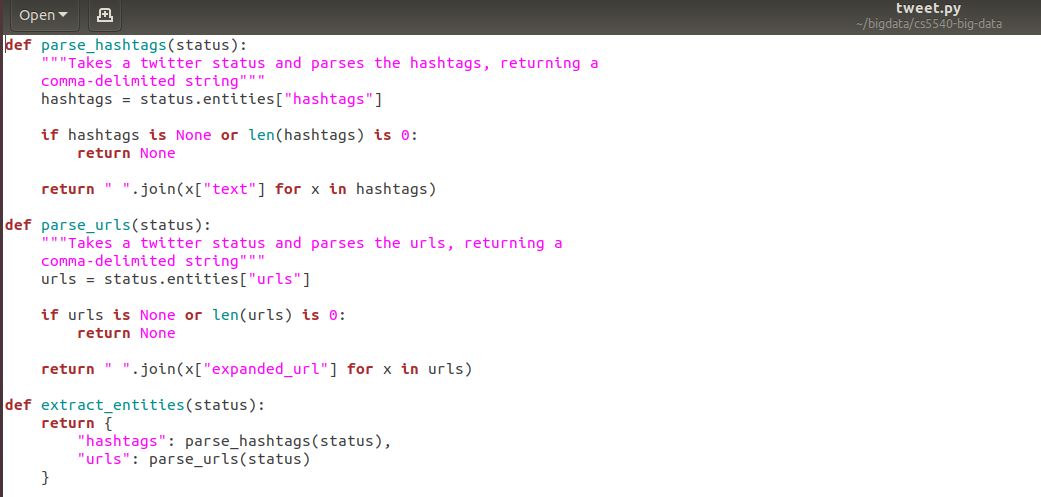 Open
tweet.py
~/bigdata/cs5540-big-data
def parse_hashtags(status):
    """Takes a twitter status and parses the hashtags, returning a
    comma-delimited string"""
    hashtags = status.entities["hashtags"]

    if hashtags is None or len(hashtags) is 0:
        return None

    return " ".join(x["text"] for x in hashtags)

def parse_urls(status):
    """Takes a twitter status and parses the urls, returning a
    comma-delimited string"""
    urls = status.entities["urls"]

    if urls is None or len(urls) is 0:
        return None

    return " ".join(x["expanded_url"] for x in urls)

def extract_entities(status):
    return {
        "hashtags": parse_hashtags(status),
        "urls": parse_urls(status)
    }